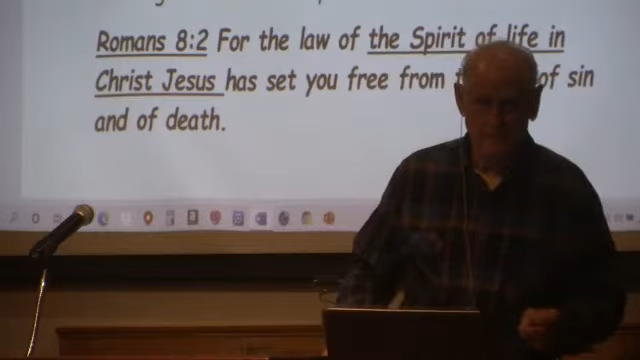 Romans 8:2 For the law of the Spirit of life in
Christ Jesus has set you free from of sin
and of death.